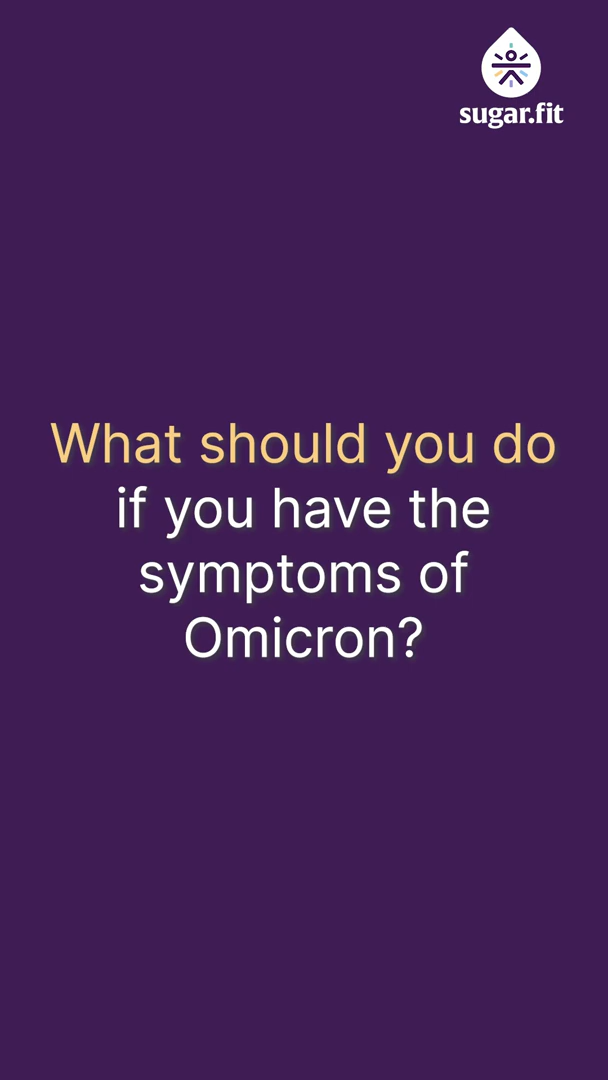 sugar.fit
What should you do
if you have the
symptoms of
Omicron?